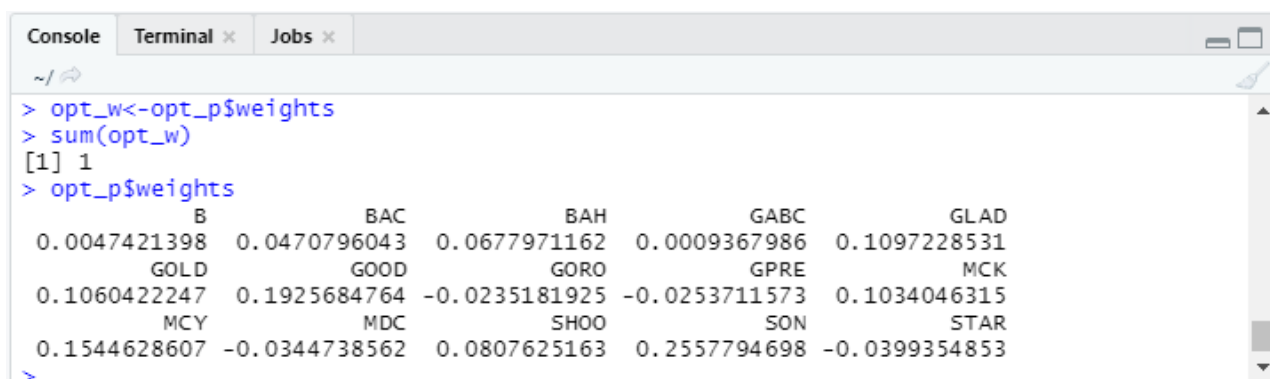 Console Terminal × Jobs ×
~/
> opt_w<-opt_p$weights
> sum(opt_w)
[1] 1
> opt_p$weights
B BAC BAH GABC GLAD
0.0047421398 0.0470796043 0.0677971162 0.0009367986 0.1097228531
GOLD GOOD GORO GPRE MCK
0.1060422247 0.1925684764 -0.0235181925 -0.0253711573 0.1034046315
MCY MDC SHOO SON STAR
0.1544628607 -0.0344738562 0.0807625163 0.2557794698 -0.0399354853
>